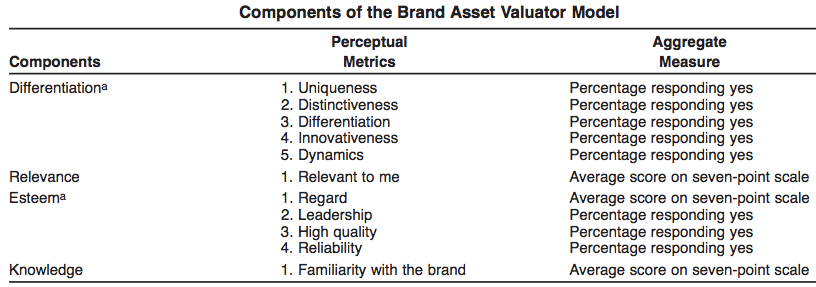 Components of the Brand Asset Valuator Model
Perceptual Aggregate
Components Metrics Measure
Differentiationa 1. Uniqueness Percentage responding yes
2. Distinctiveness Percentage responding yes
3. Differentiation Percentage responding yes
4. Innovativeness Percentage responding yes
5. Dynamics Percentage responding yes
Relevance 1. Relevant to me Average score on seven-point scale
Esteema 1. Regard Average score on seven-point scale
2. Leadership Percentage responding yes
3. High quality Percentage responding yes
4. Reliability Percentage responding yes
Knowledge 1. Familiarity with the brand Average score on seven-point scale